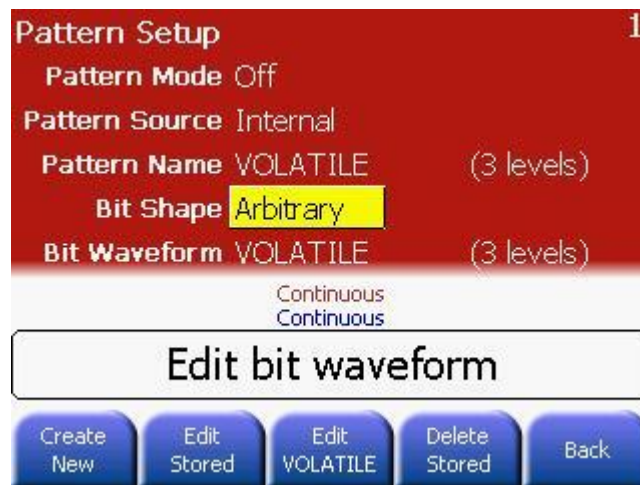 Pattern Setup 1
Pattern Mode Off
Pattern Source Internal
Pattern Name VOLATILE (3 levels)
Bit Shape Arbitrary
Bit Waveform VOLATILE (3 levels)
Continuous
Continuous
Edit bit waveform
Create New
Edit Stored
Edit VOLATILE
Delete Stored
Back